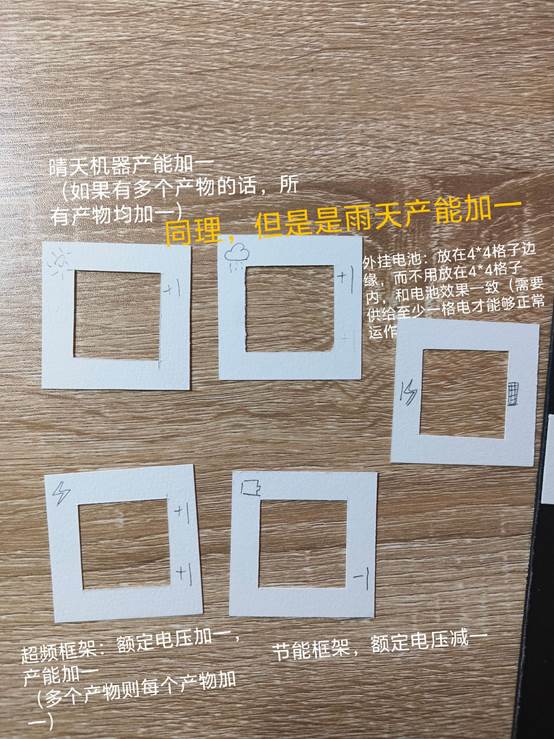 晴天机器产能加一
（如果有多个产物的话，所
有产物均加一）
同理，但是是雨天产能加一
外挂电池：放在4*4格子边
缘，而不用放在4*4格子
内，和电池效果一致（需要
供给至少一格电才能够正常
运作
+1
+1
+1
+1
-1
超频框架：额定电压加一，
产能加一
（多个产物则每个产物加
一）
节能框架，额定电压减一